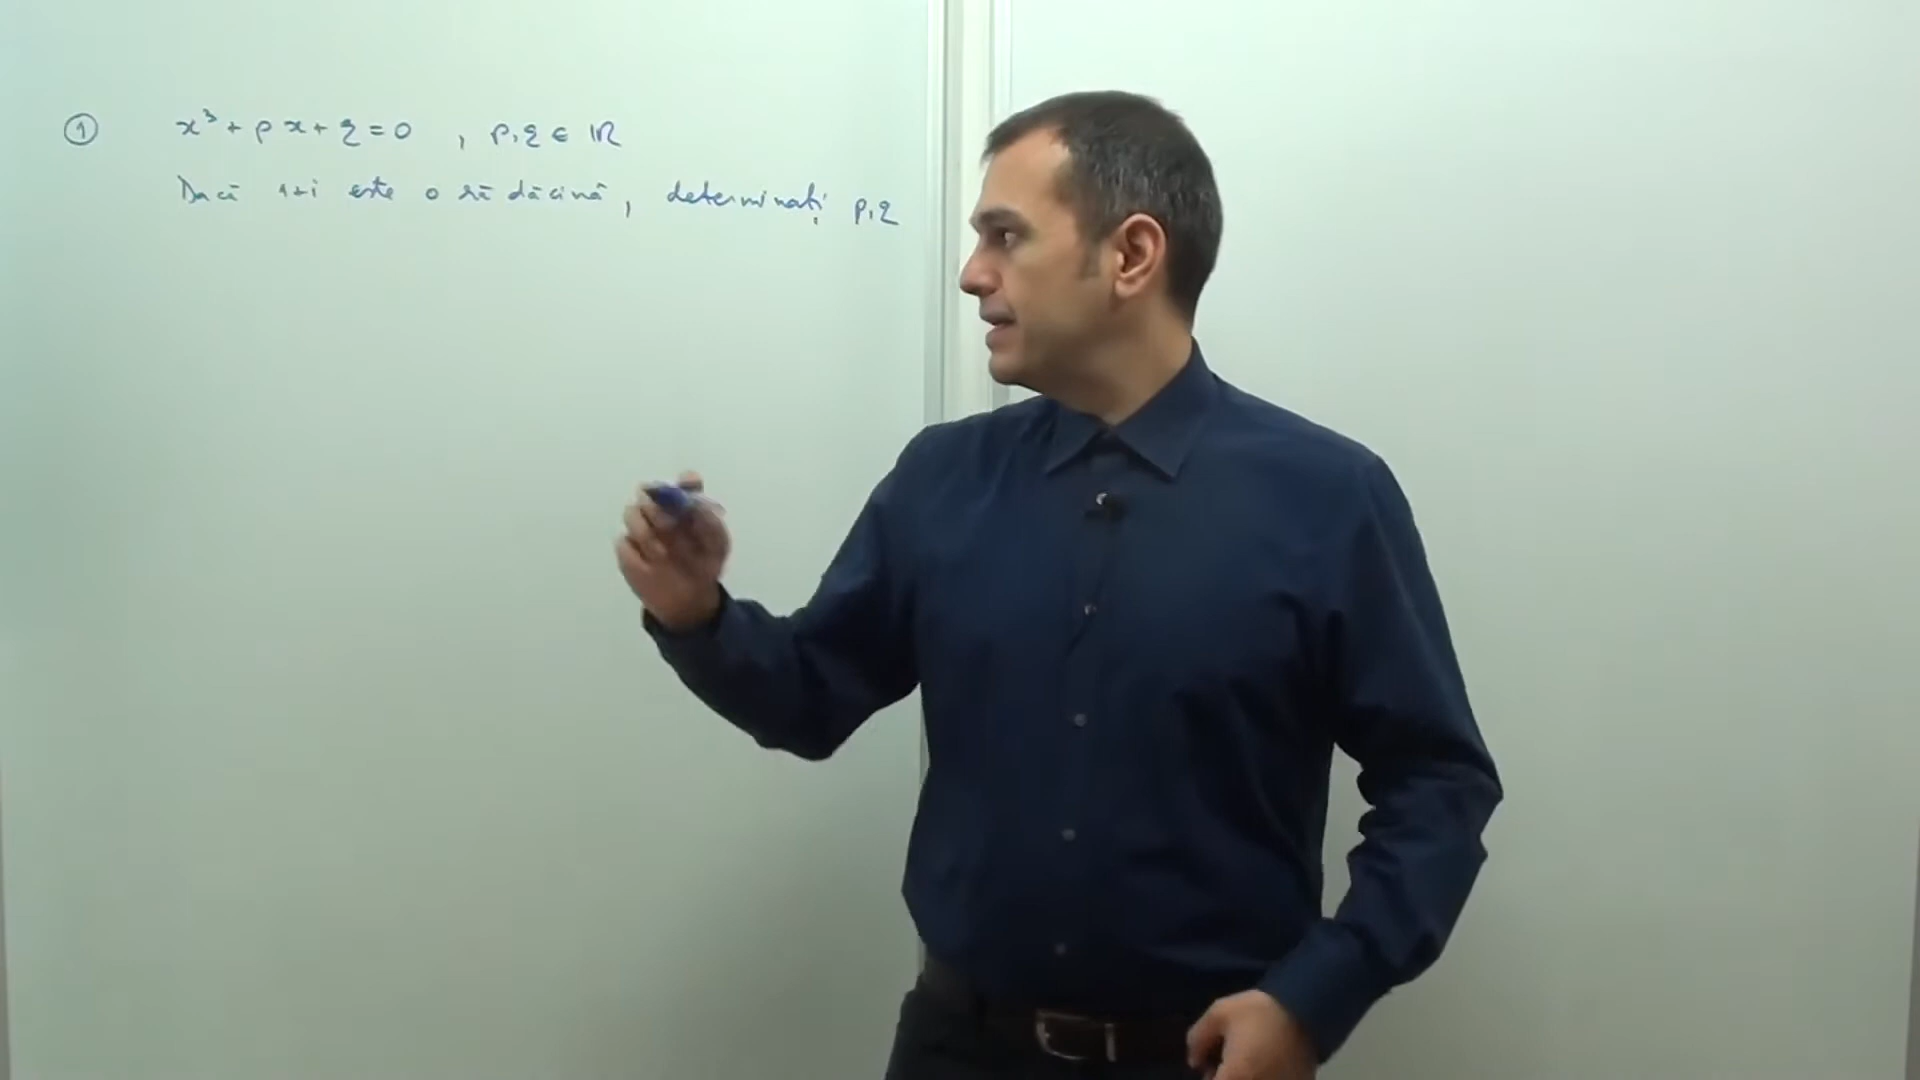 ① x³ + px + q = 0 , p, q ∈ ℝ
Dacă 1+i este o rădăcină, determinați p, q